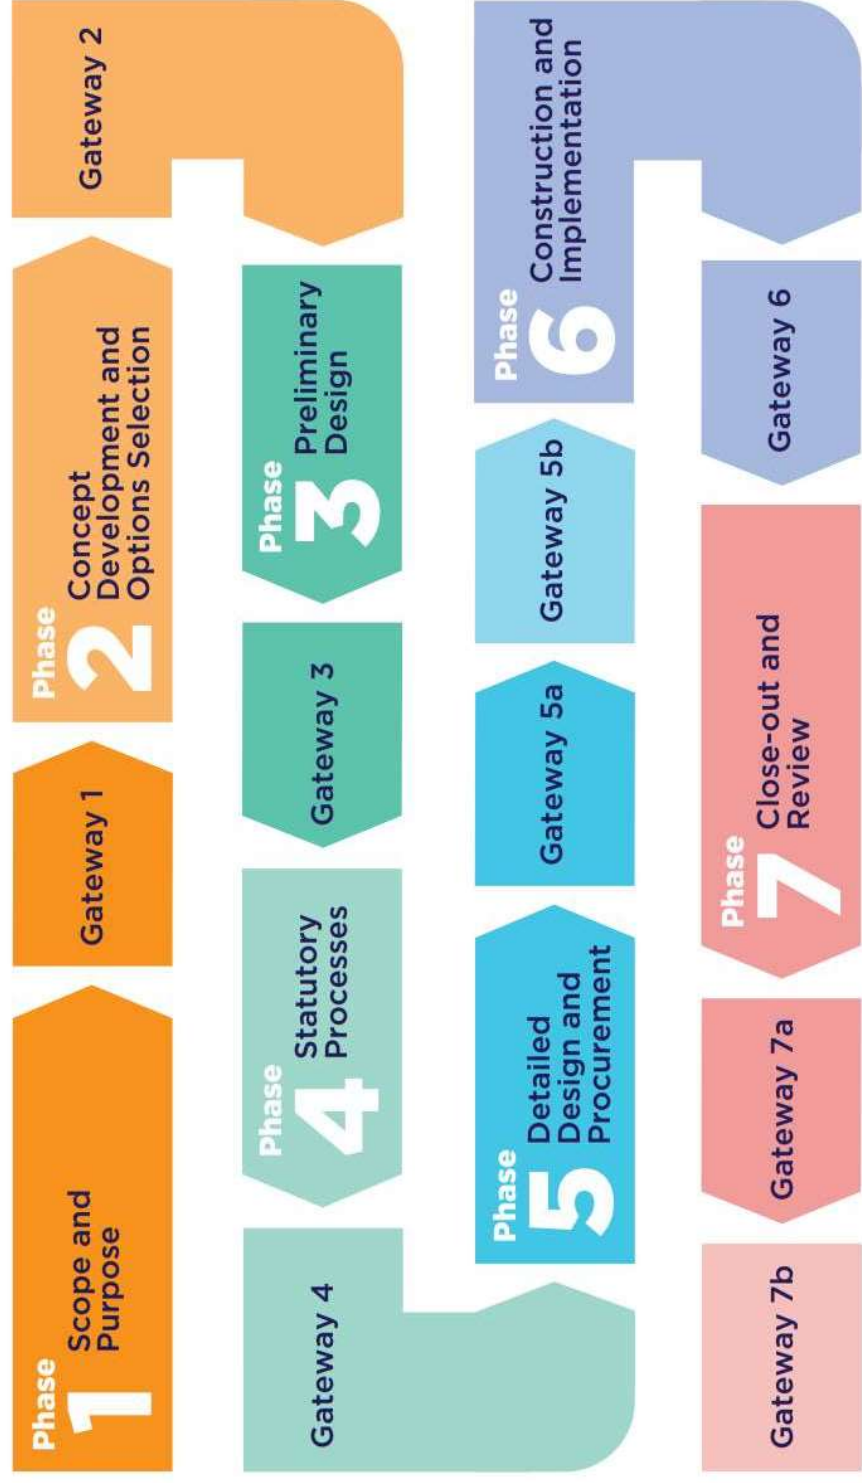 Phase
1
Scope and
Purpose
Gateway 1
Phase
2
Concept
Development and
Options Selection
Gateway 2
Phase
3
Preliminary
Design
Gateway 3
Phase
4
Statutory
Processes
Gateway 4
Phase
5
Detailed
Design and
Procurement
Gateway 5a
Gateway 5b
Phase
6
Construction and
Implementation
Gateway 6
Phase
7
Close-out and
Review
Gateway 7a
Gateway 7b